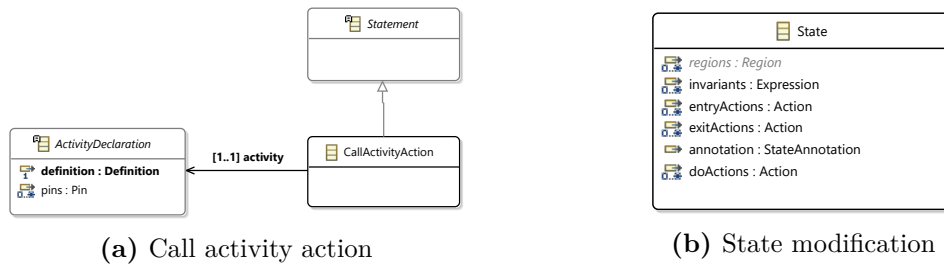 Statement
ActivityDeclaration
definition : Definition
pins : Pin
[1..1] activity
CallActivityAction
(a) Call activity action
State
regions : Region
invariants : Expression
entryActions : Action
exitActions : Action
annotation : StateAnnotation
doActions : Action
(b) State modification